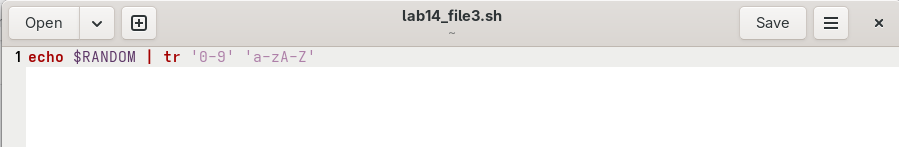 Open
lab14_file3.sh
~
Save
1 echo $RANDOM | tr '0-9' 'a-zA-Z'